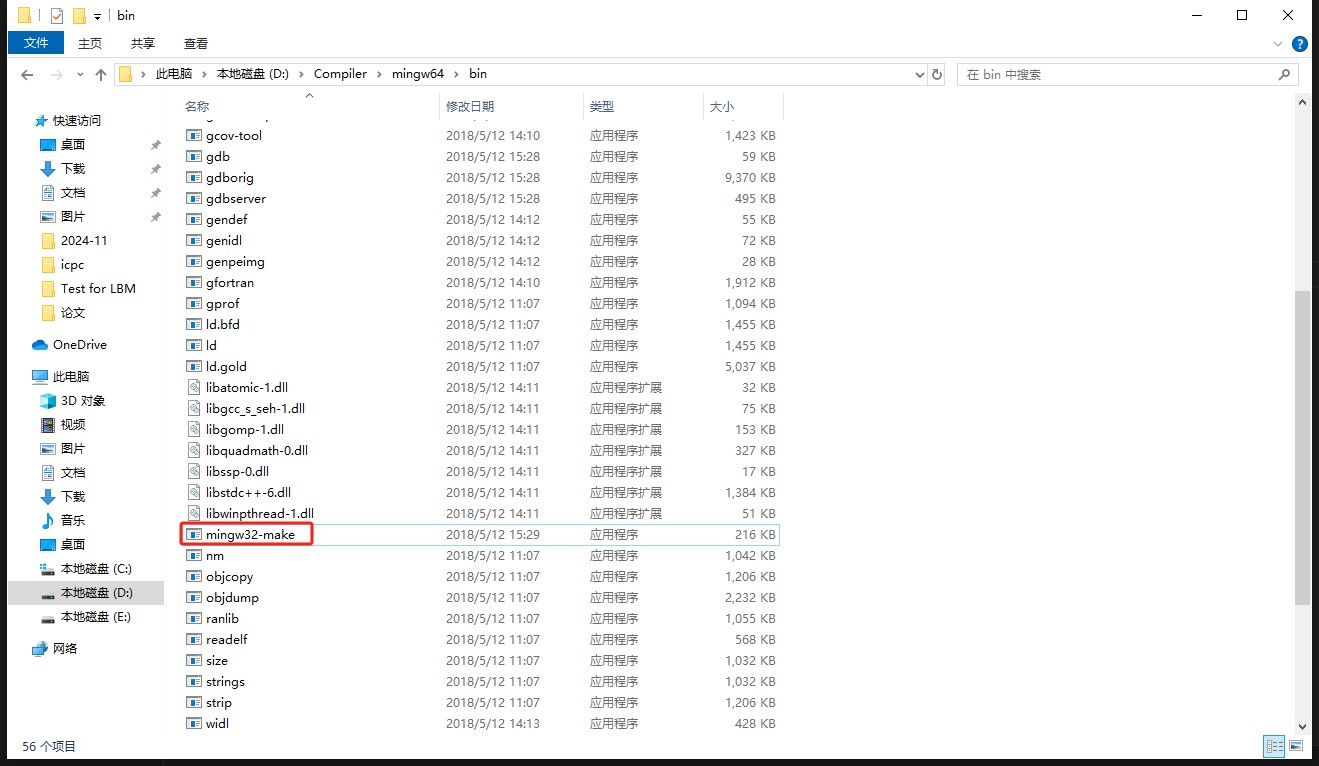 bin
文件 主页 共享 查看
此电脑 本地磁盘 (D:) Compiler mingw64 bin 在 bin 中搜索
名称 修改日期 类型 大小
gcov-tool 2018/5/12 14:10 应用程序 1,423 KB
gdb 2018/5/12 15:28 应用程序 59 KB
gdborig 2018/5/12 15:28 应用程序 9,370 KB
gdbserver 2018/5/12 15:28 应用程序 495 KB
gendef 2018/5/12 14:12 应用程序 55 KB
genidl 2018/5/12 14:12 应用程序 72 KB
genpeimg 2018/5/12 14:12 应用程序 28 KB
gfortran 2018/5/12 14:10 应用程序 1,912 KB
gprof 2018/5/12 11:07 应用程序 1,094 KB
ld.bfd 2018/5/12 11:07 应用程序 1,455 KB
ld 2018/5/12 11:07 应用程序 1,455 KB
ld.gold 2018/5/12 11:07 应用程序 5,037 KB
libatomic-1.dll 2018/5/12 14:11 应用程序扩展 32 KB
libgcc_s_seh-1.dll 2018/5/12 14:11 应用程序扩展 75 KB
libgomp-1.dll 2018/5/12 14:11 应用程序扩展 153 KB
libquadmath-0.dll 2018/5/12 14:11 应用程序扩展 327 KB
libssp-0.dll 2018/5/12 14:11 应用程序扩展 17 KB
libstdc++-6.dll 2018/5/12 14:11 应用程序扩展 1,384 KB
libwinpthread-1.dll 2018/5/12 14:11 应用程序扩展 51 KB
mingw32-make 2018/5/12 15:29 应用程序 216 KB
nm 2018/5/12 11:07 应用程序 1,042 KB
objcopy 2018/5/12 11:07 应用程序 1,206 KB
objdump 2018/5/12 11:07 应用程序 2,232 KB
ranlib 2018/5/12 11:07 应用程序 1,055 KB
readelf 2018/5/12 11:07 应用程序 568 KB
size 2018/5/12 11:07 应用程序 1,032 KB
strings 2018/5/12 11:07 应用程序 1,032 KB
strip 2018/5/12 11:07 应用程序 1,206 KB
widl 2018/5/12 14:13 应用程序 428 KB
快速访问
桌面
下载
文档
图片
2024-11
icpc
Test for LBM
论文
OneDrive
此电脑
3D 对象
视频
图片
文档
下载
音乐
桌面
本地磁盘 (C:)
本地磁盘 (D:)
本地磁盘 (E:)
网络
56 个项目